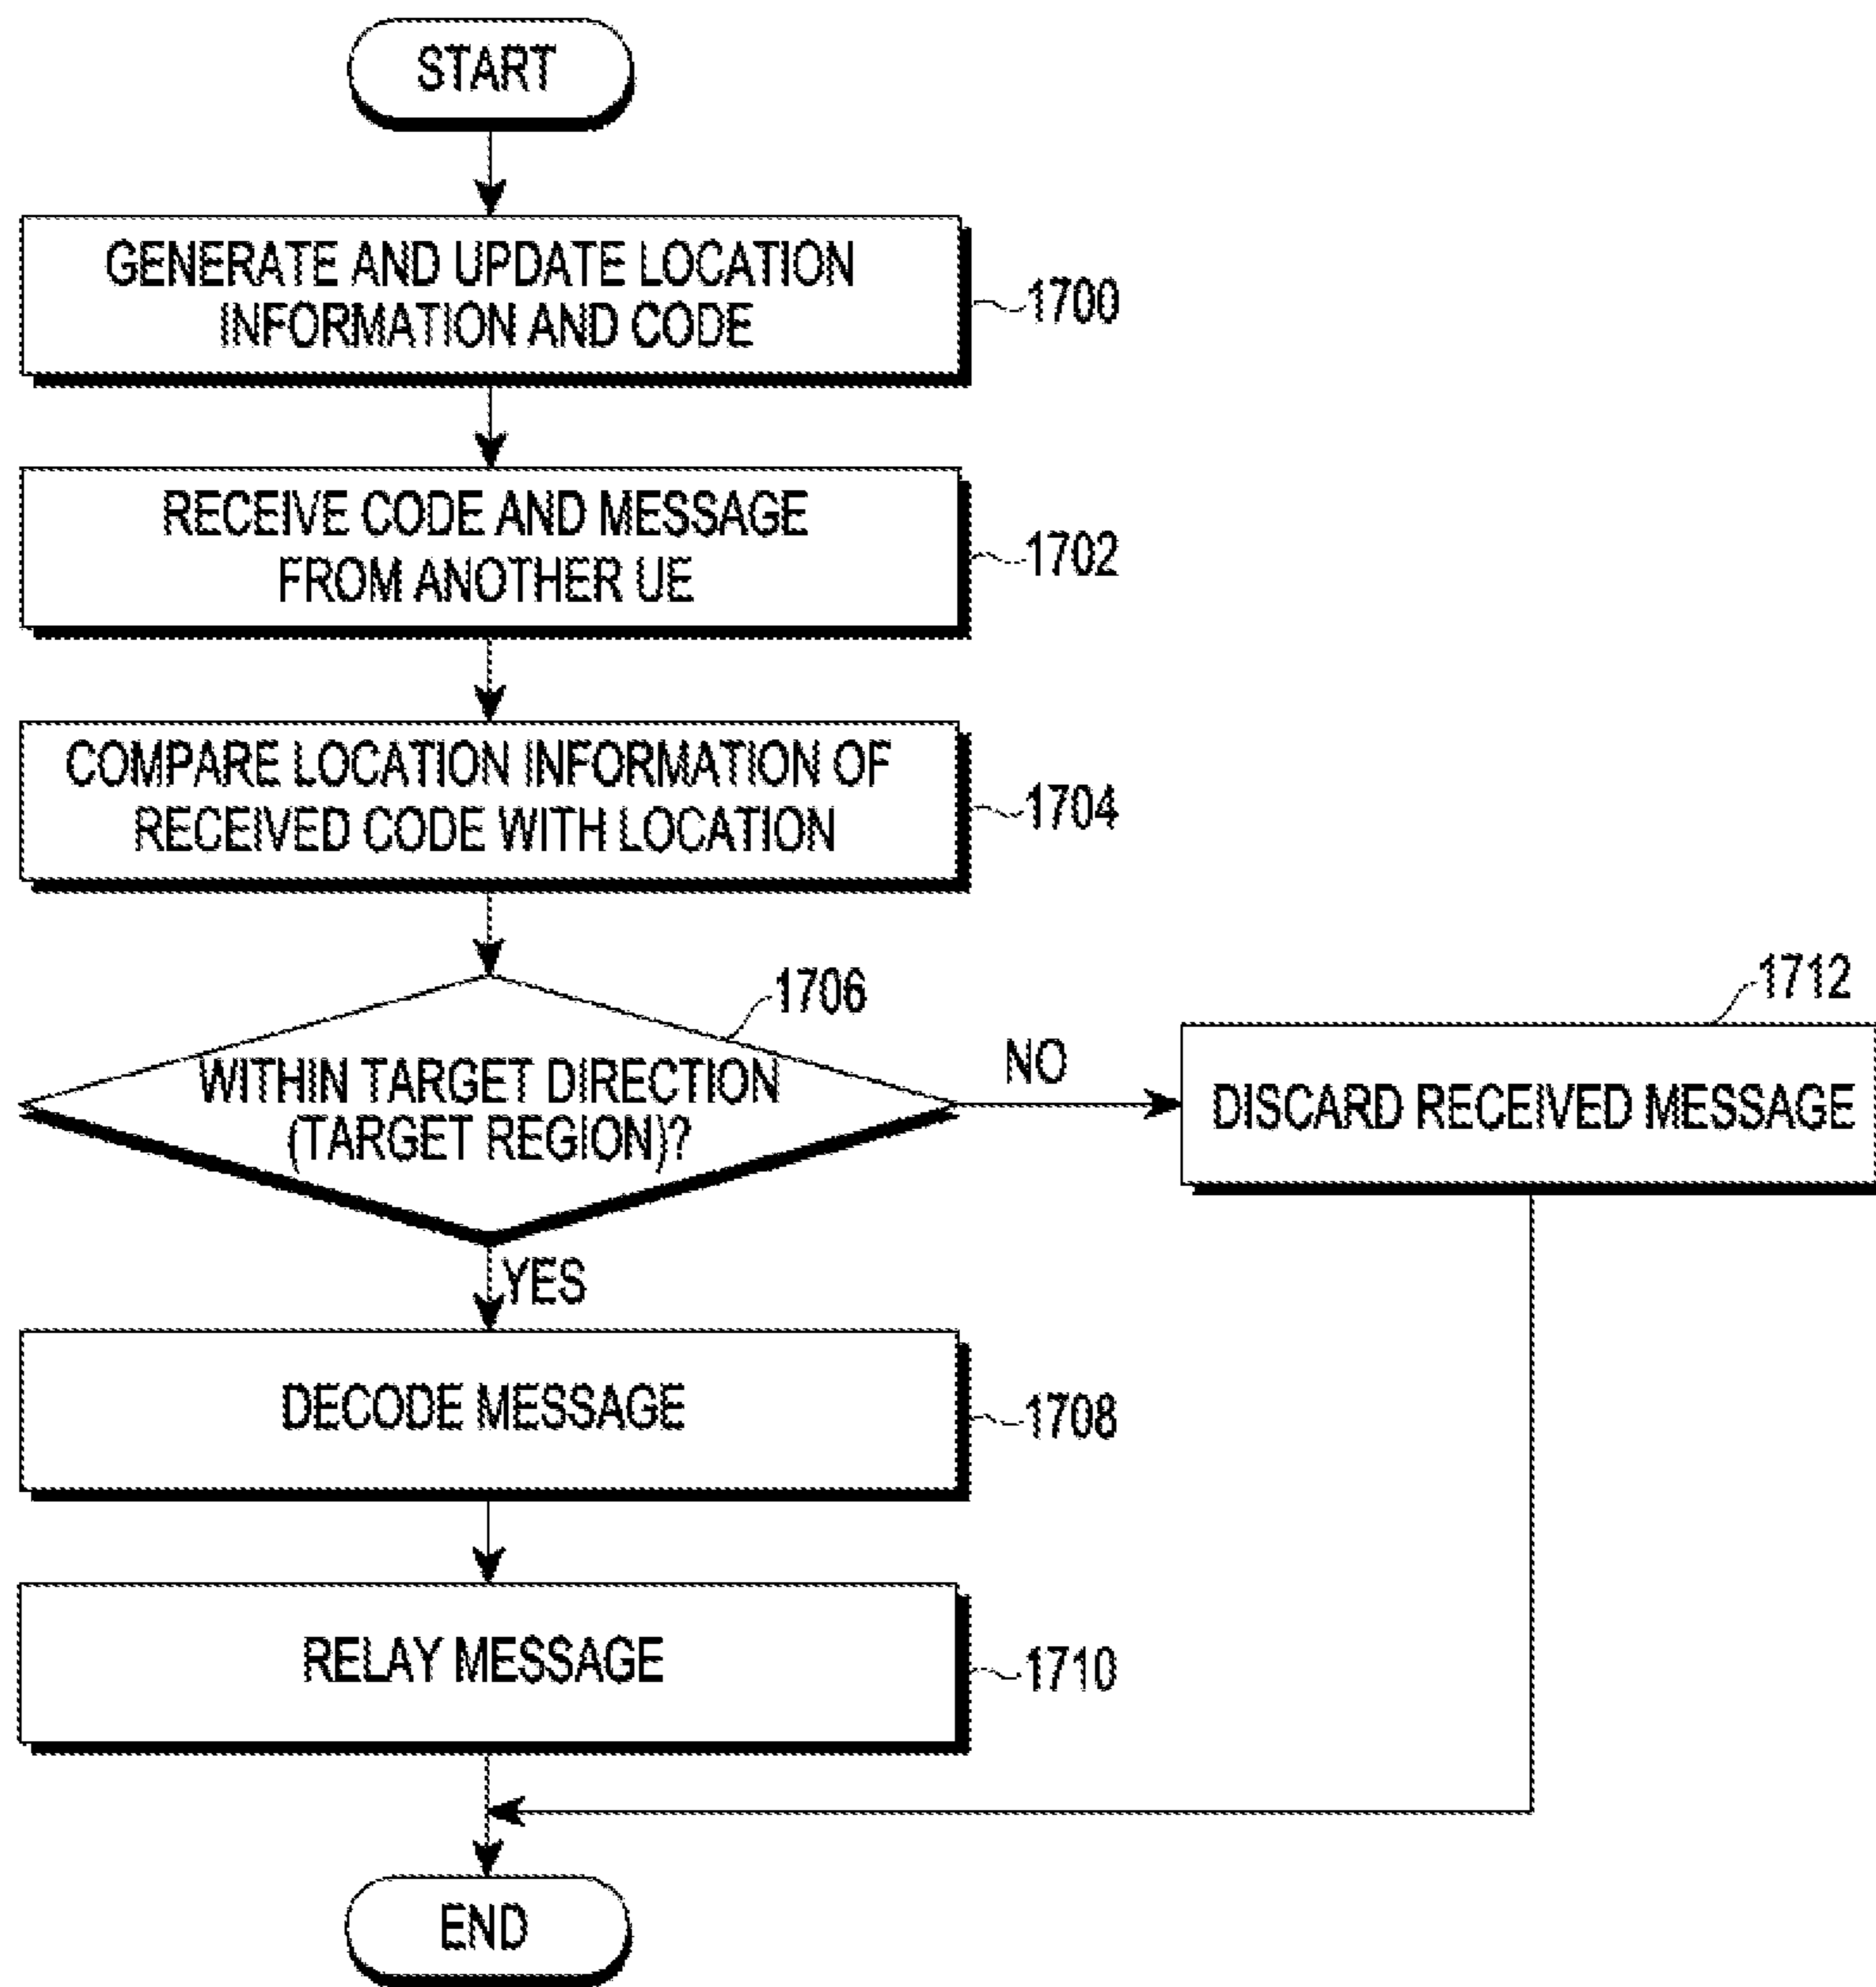 START
GENERATE AND UPDATE LOCATION
INFORMATION AND CODE
1700
RECEIVE CODE AND MESSAGE
FROM ANOTHER UE
1702
COMPARE LOCATION INFORMATION OF
RECEIVED CODE WITH LOCATION
1704
1706
WITHIN TARGET DIRECTION
(TARGET REGION)?
NO
1712
DISCARD RECEIVED MESSAGE
YES
DECODE MESSAGE
1708
RELAY MESSAGE
1710
END